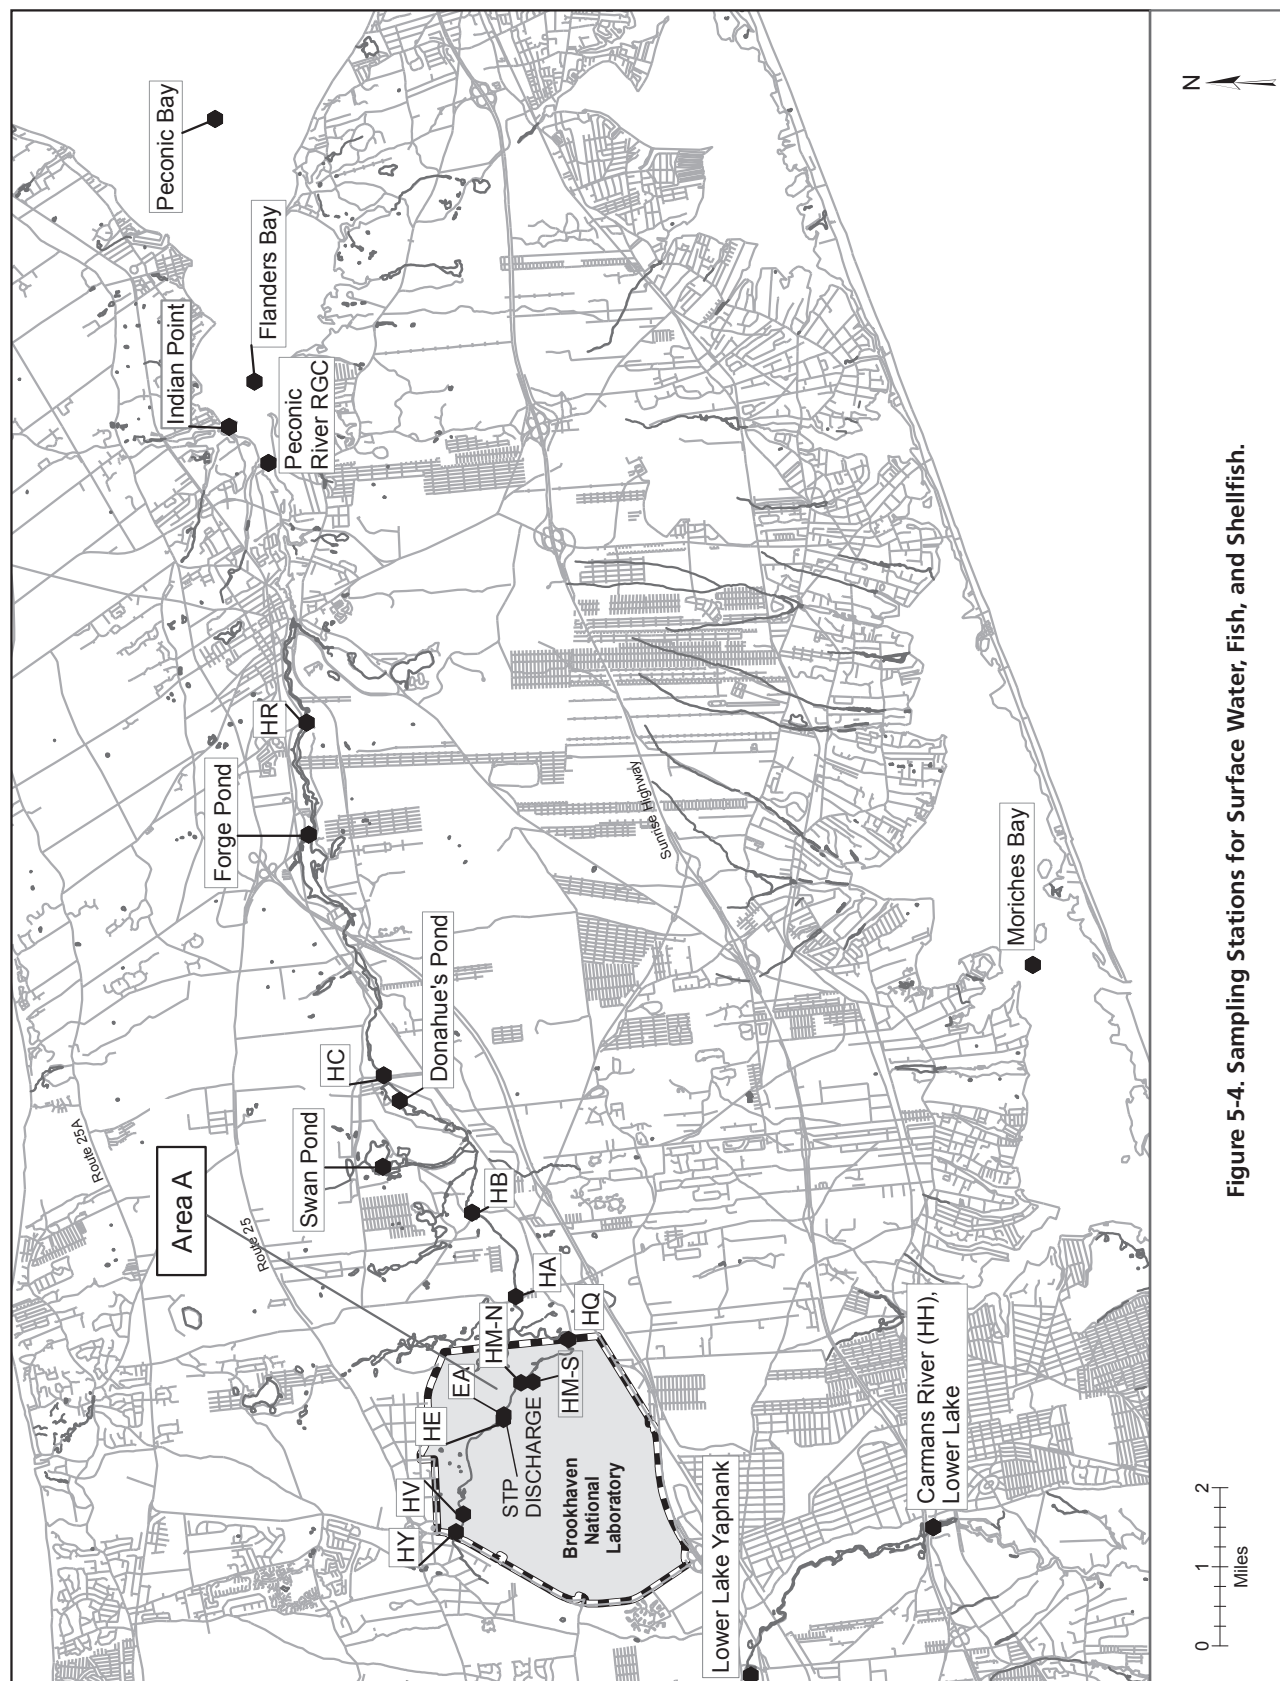 Peconic Bay
Flanders Bay
Indian Point
Peconic
River RGC
HR
Forge Pond
Donahue's Pond
HC
Swan Pond
Area A
Route 25A
Route 25
HB
HA
HM-N
HQ
EA
HM-S
HE
STP
DISCHARGE
HV
HY
Brookhaven
National
Laboratory
Sunrise Highway
Moriches Bay
Lower Lake Yaphank
Carmans River (HH),
Lower Lake
N
0 1 2
Miles
Figure 5-4. Sampling Stations for Surface Water, Fish, and Shellfish.